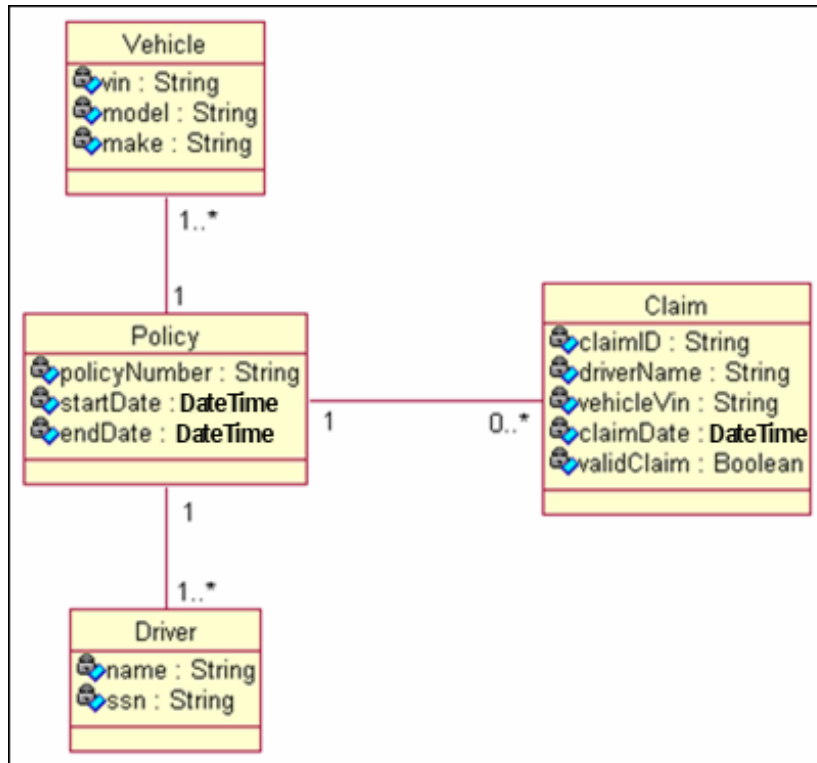 Vehicle
vin : String
model : String
make : String
1..*
1
Policy
policyNumber : String
startDate : DateTime
endDate : DateTime
1
0..*
Claim
claimID : String
driverName : String
vehicleVin : String
claimDate : DateTime
validClaim : Boolean
1
1..*
Driver
name : String
ssn : String